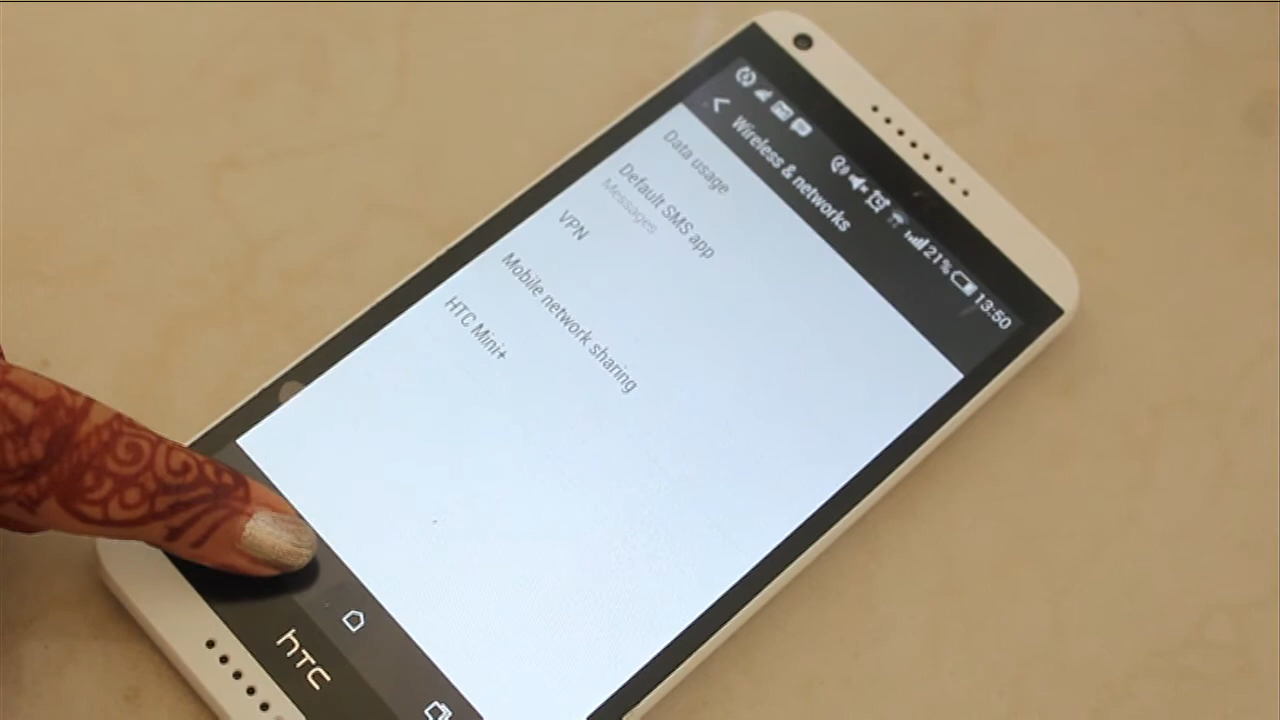 21% 13:50
Wireless & networks
Data usage
Default SMS app
Messages
VPN
Mobile network sharing
HTC Mini+
hTC